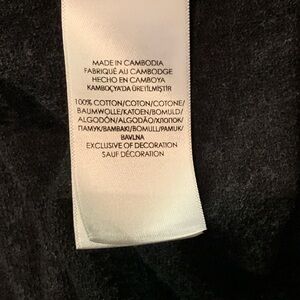 MADE IN CAMBODIA
FABRIQUÉ AU CAMBODGE
HECHO EN CAMBOYA
KAMBOÇYA'DA ÜRETİLMİŞTİR
100% COTTON/COTON/COTONE/
BAUMWOLLE/KATOEN/BOMULD/
ALGODÓN/ALGODÃO/ΧΛΟΠΟΚ/
ПАМУК/BAMBAKI/BOMULL/PAMUK/
BAVLNA
EXCLUSIVE OF DECORATION
SAUF DÉCORATION